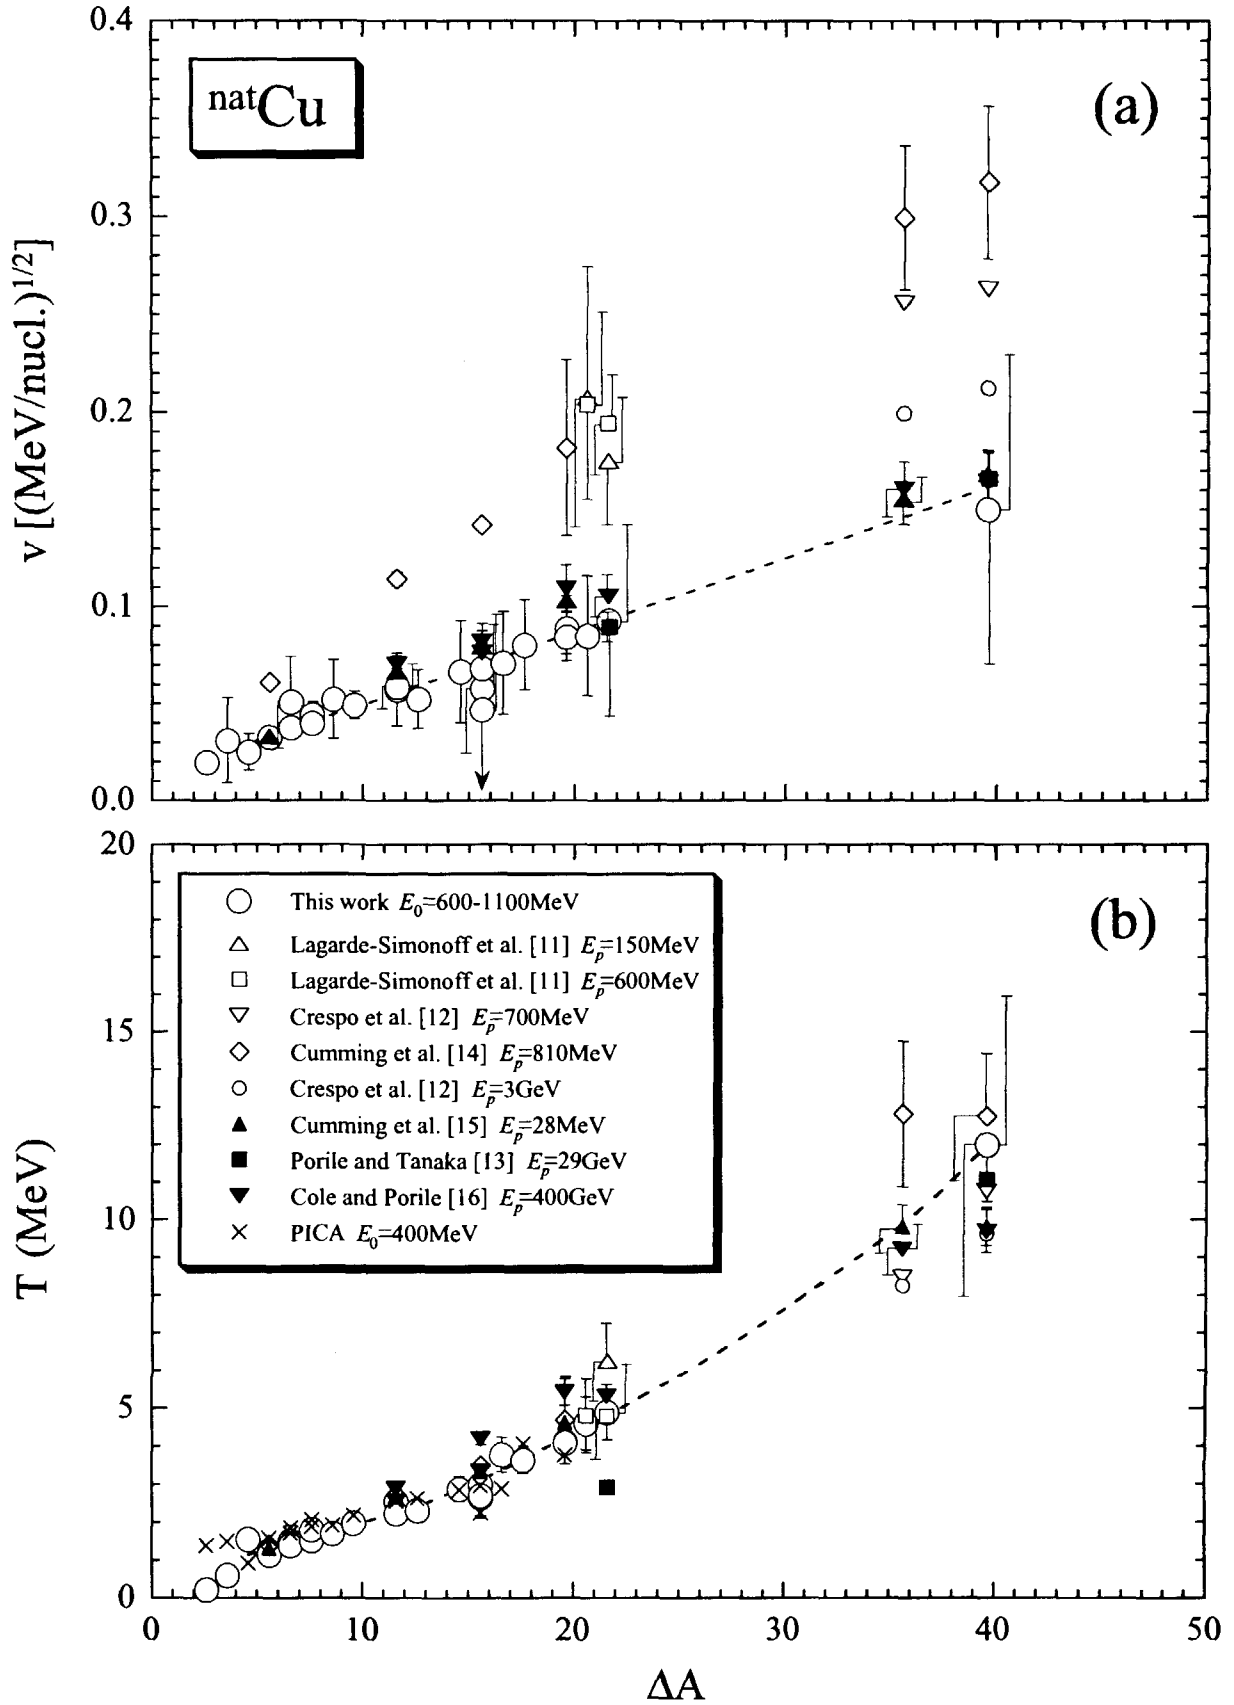 0.4
natCu
(a)
0.3
v [(MeV/nucl.)1/2]
0.2
0.1
0.0
20
This work E0=600-1100MeV
(b)
Lagarde-Simonoff et al. [11] Ep=150MeV
Lagarde-Simonoff et al. [11] Ep=600MeV
15
Crespo et al. [12] Ep=700MeV
Cumming et al. [14] Ep=810MeV
Crespo et al. [12] Ep=3GeV
Cumming et al. [15] Ep=28MeV
Porile and Tanaka [13] Ep=29GeV
Cole and Porile [16] Ep=400GeV
10
PICA E0=400MeV
T (MeV)
5
0
0 10 20 30 40 50
ΔA